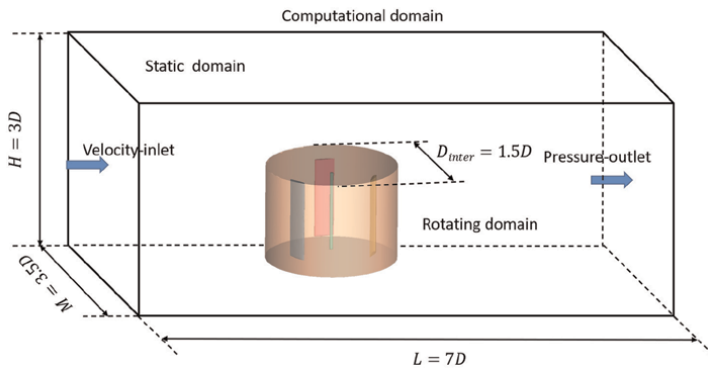 Computational domain
Static domain
H = 3D
Velocity-inlet
D_inter = 1.5D
Pressure-outlet
Rotating domain
M = 3.5D
L = 7D